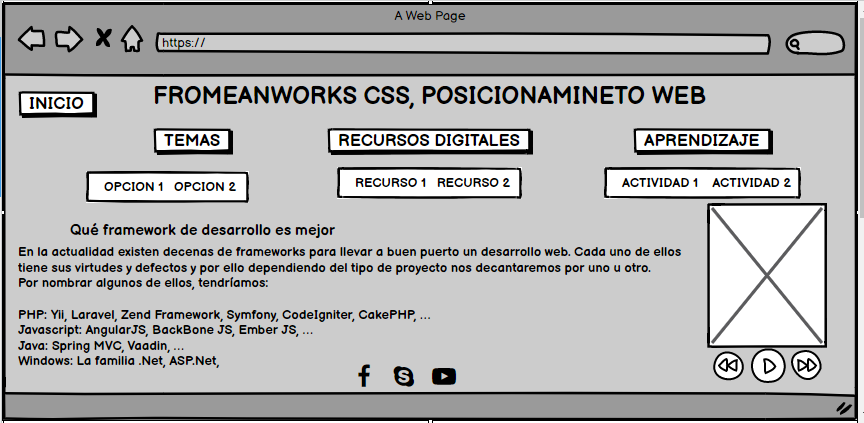 A Web Page
https://
INICIO
FROMEANWORKS CSS, POSICIONAMINETO WEB
TEMAS
RECURSOS DIGITALES
APRENDIZAJE
OPCION 1 OPCION 2
RECURSO 1 RECURSO 2
ACTIVIDAD 1 ACTIVIDAD 2
Qué framework de desarrollo es mejor
En la actualidad existen decenas de frameworks para llevar a buen puerto un desarrollo web. Cada uno de ellos
tiene sus virtudes y defectos y por ello dependiendo del tipo de proyecto nos decantaremos por uno u otro.
Por nombrar algunos de ellos, tendríamos:
PHP: Yii, Laravel, Zend Framework, Symfony, CodeIgniter, CakePHP, ...
Javascript: AngularJS, BackBone JS, Ember JS, ...
Java: Spring MVC, Vaadin, ...
Windows: La familia .Net, ASP.Net,